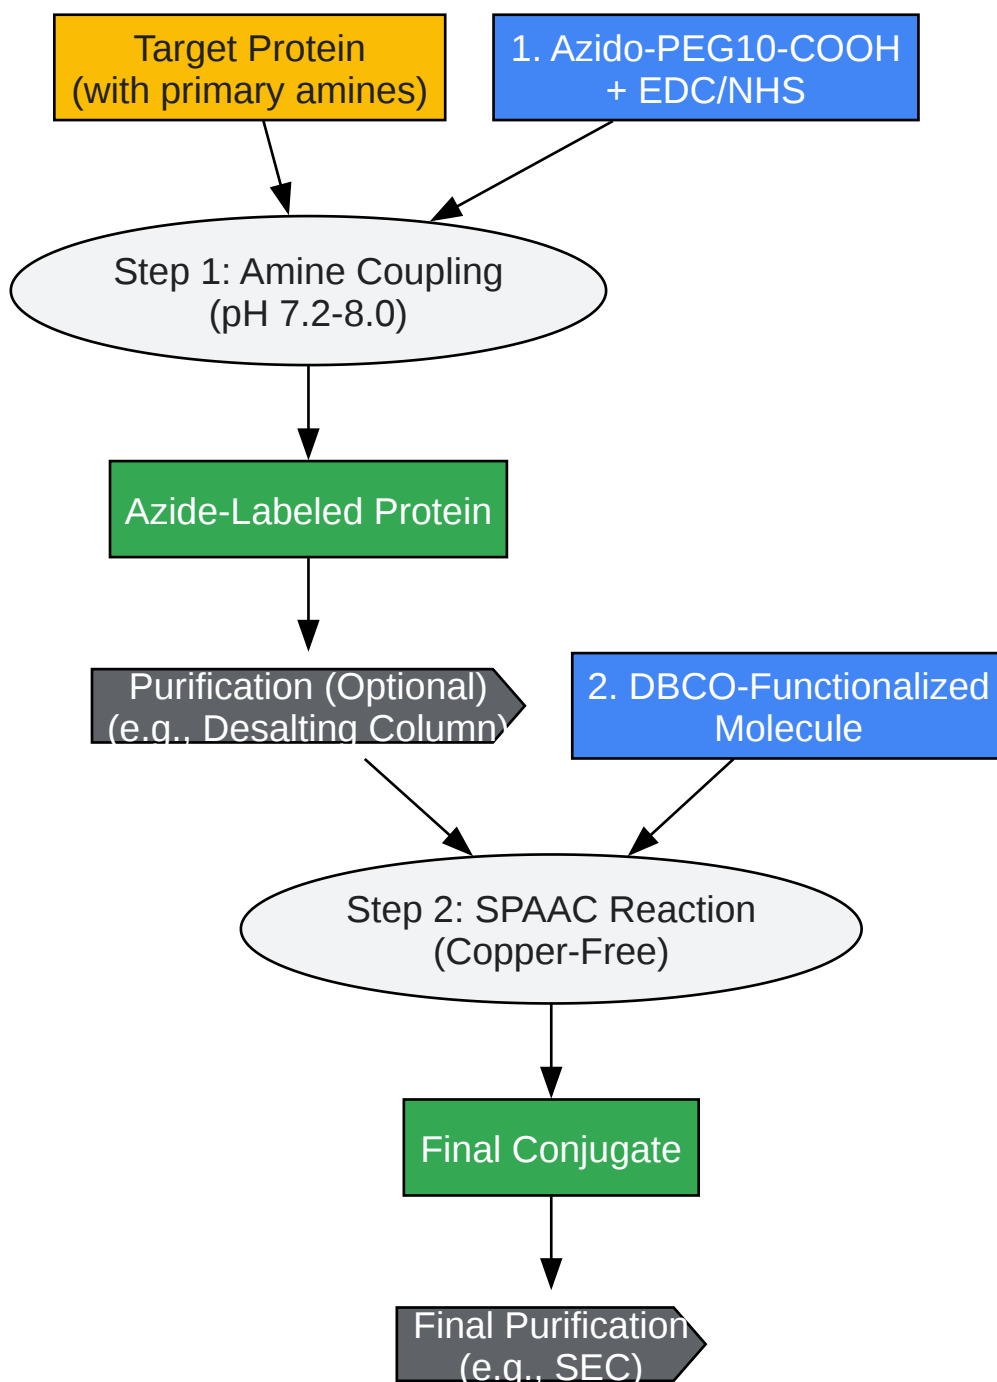 Target Protein
(with primary amines)
1. Azido-PEG10-COOH
+ EDC/NHS
Step 1: Amine Coupling
(pH 7.2-8.0)
Azide-Labeled Protein
Purification (Optional)
(e.g., Desalting Column)
2. DBCO-Functionalized
Molecule
Step 2: SPAAC Reaction
(Copper-Free)
Final Conjugate
Final Purification
(e.g., SEC)